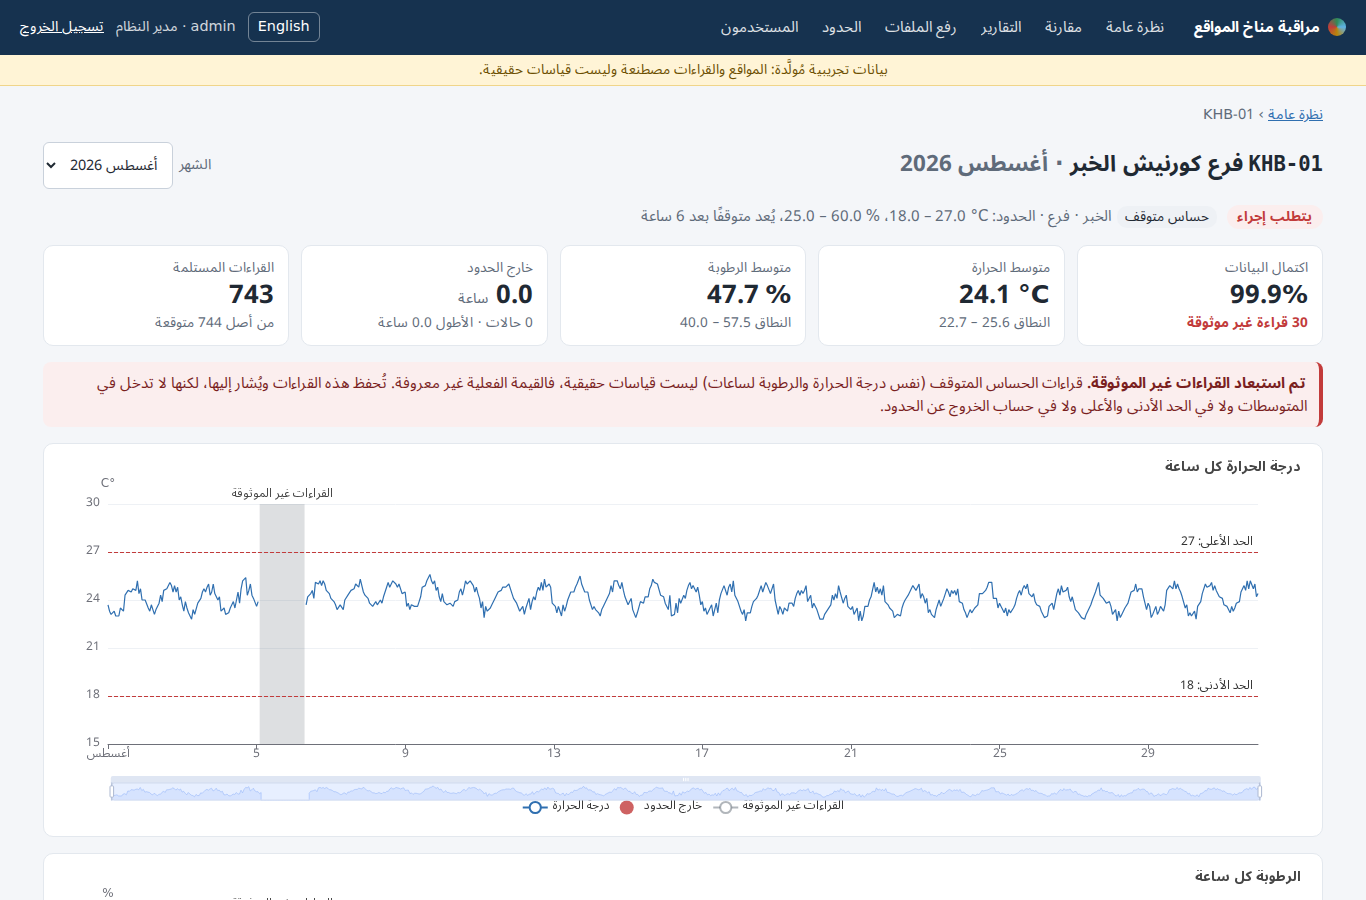 مراقبة مناخ المواقع
نظرة عامة
مقارنة
التقارير
رفع الملفات
الحدود
المستخدمون
English
admin · مدير النظام
تسجيل الخروج
بيانات تجريبية مُولَّدة: المواقع والقراءات مصطنعة وليست قياسات حقيقية.
نظرة عامة › KHB-01
KHB-01 فرع كورنيش الخبر · أغسطس 2026
الشهر
أغسطس 2026
يتطلب إجراء
حساس متوقف
الخبر · فرع · الحدود: 18.0 – 27.0 °C، 25.0 – 60.0 %، يُعد متوقفًا بعد 6 ساعة
اكتمال البيانات
99.9%
30 قراءة غير موثوقة
متوسط الحرارة
24.1 °C
النطاق 22.7 – 25.6
متوسط الرطوبة
47.7 %
النطاق 40.0 – 57.5
خارج الحدود
0.0 ساعة
0 حالات · الأطول 0.0 ساعة
القراءات المستلمة
743
من أصل 744 متوقعة
تم استبعاد القراءات غير الموثوقة. قراءات الحساس المتوقف (نفس درجة الحرارة والرطوبة لساعات) ليست قياسات حقيقية، فالقيمة الفعلية غير معروفة. تُحفظ هذه القراءات ويُشار إليها، لكنها لا تدخل في
المتوسطات ولا في الحد الأدنى والأعلى ولا في حساب الخروج عن الحدود.
درجة الحرارة كل ساعة
°C
القراءات غير الموثوقة
30
27
24
21
18
15
الحد الأعلى: 27
الحد الأدنى: 18
أغسطس
5
9
13
17
21
25
29
درجة الحرارة
خارج الحدود
القراءات غير الموثوقة
الرطوبة كل ساعة
%